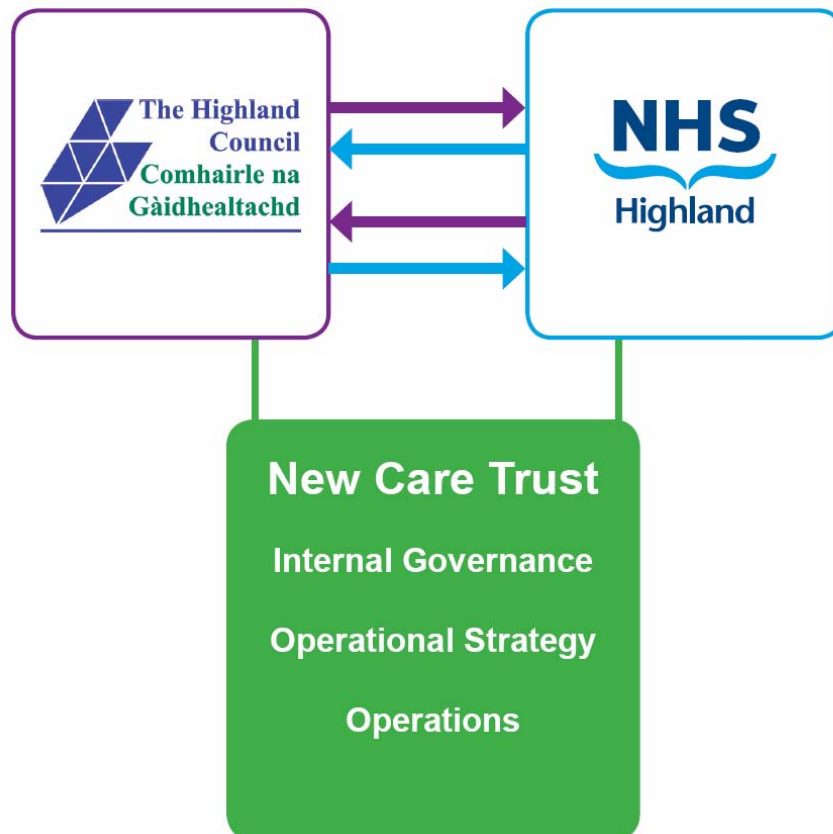 The Highland
Council
Comhairle na
Gàidhealtachd
NHS
Highland
New Care Trust
Internal Governance
Operational Strategy
Operations